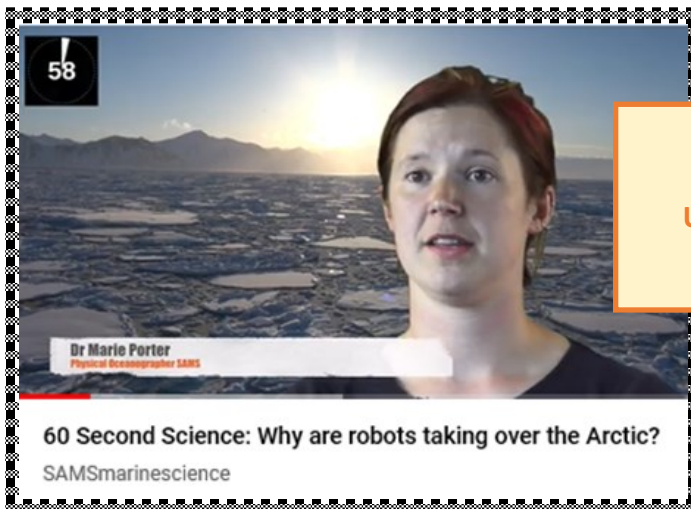 58
Dr Marie Porter
Physical Oceanographer SAMS
60 Second Science: Why are robots taking over the Arctic?
SAMSmarinescience